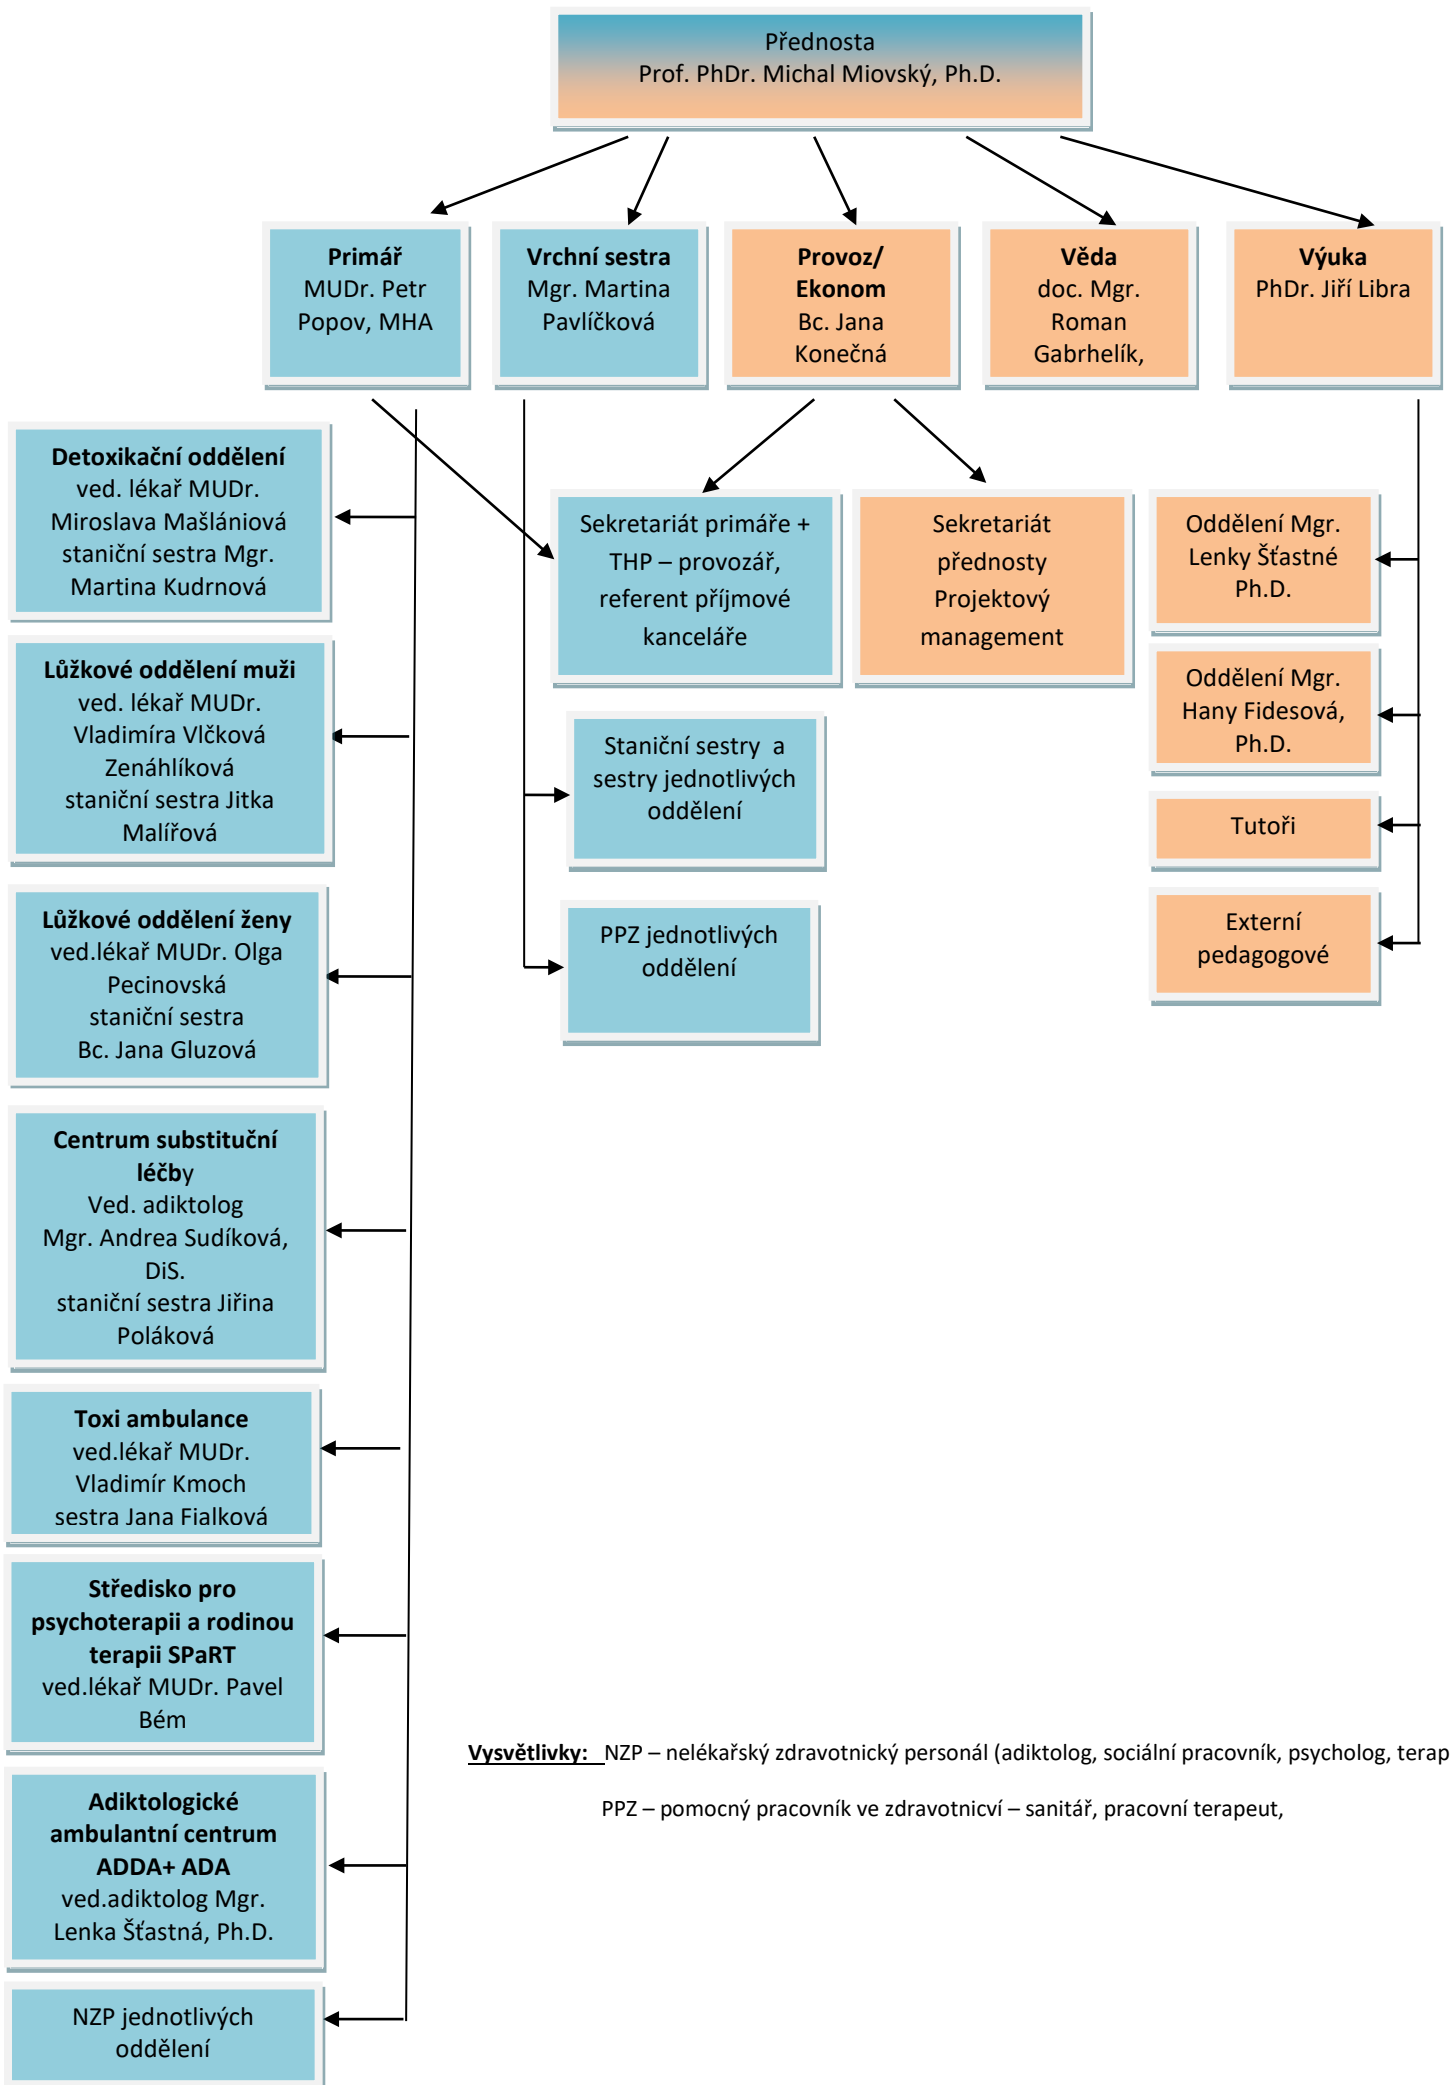 Přednosta
Prof. PhDr. Michal Miovský, Ph.D.
Primář
MUDr. Petr
Popov, MHA
Vrchní sestra
Mgr. Martina
Pavlíčková
Provoz/
Ekonom
Bc. Jana
Konečná
Věda
doc. Mgr.
Roman
Gabrhelík,
Výuka
PhDr. Jiří Libra
Detoxikační oddělení
ved. lékař MUDr.
Miroslava Mašlániová
staniční sestra Mgr.
Martina Kudrnová
Lůžkové oddělení muži
ved. lékař MUDr.
Vladimíra Vlčková
Zenáhlíková
staniční sestra Jitka
Malířová
Lůžkové oddělení ženy
ved.lékař MUDr. Olga
Pecinovská
staniční sestra
Bc. Jana Gluzová
Centrum substituční
léčby
Ved. adiktolog
Mgr. Andrea Sudíková,
DiS.
staniční sestra Jiřina
Poláková
Toxi ambulance
ved.lékař MUDr.
Vladimír Kmoch
sestra Jana Fialková
Středisko pro
psychoterapii a rodinou
terapii SPaRT
ved.lékař MUDr. Pavel
Bém
Adiktologické
ambulantní centrum
ADDA+ ADA
ved.adiktolog Mgr.
Lenka Šťastná, Ph.D.
NZP jednotlivých
oddělení
Sekretariát primáře +
THP – provozář,
referent příjmové
kanceláře
Sekretariát
přednosty
Projektový
management
Staniční sestry a
sestry jednotlivých
oddělení
PPZ jednotlivých
oddělení
Oddělení Mgr.
Lenky Šťastné
Ph.D.
Oddělení Mgr.
Hany Fidesová,
Ph.D.
Tutoři
Externí
pedagogové
Vysvětlivky: NZP – nelékařský zdravotnický personál (adiktolog, sociální pracovník, psycholog, terap
PPZ – pomocný pracovník ve zdravotnicví – sanitář, pracovní terapeut,